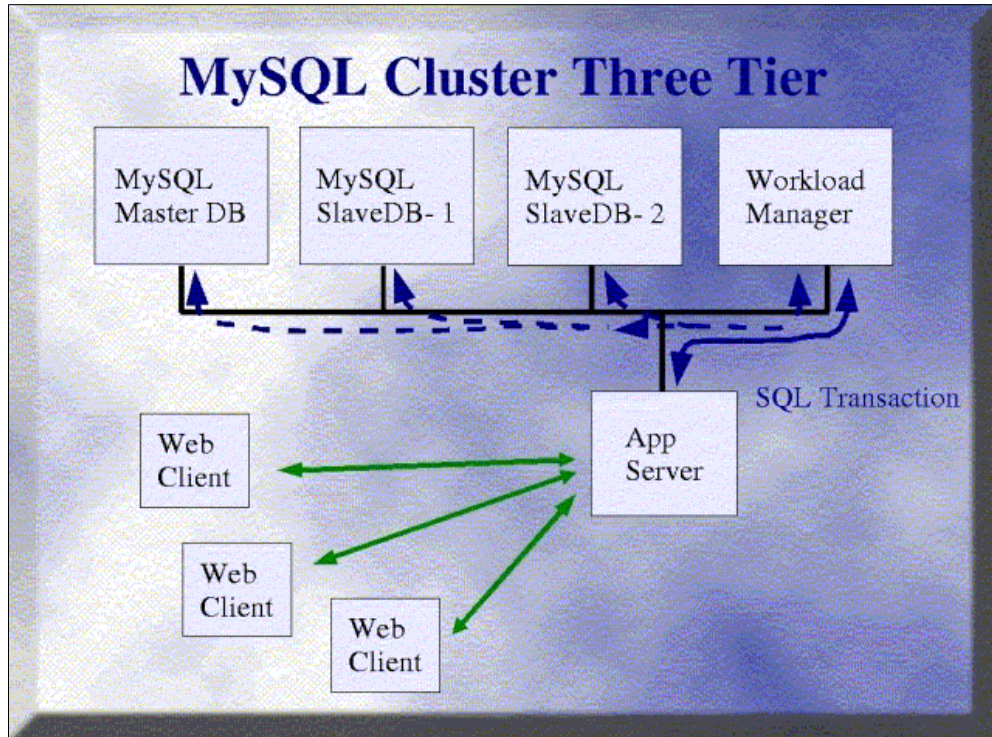 MySQL Cluster Three Tier
MySQL
Master DB
MySQL
SlaveDB- 1
MySQL
SlaveDB- 2
Workload
Manager
SQL Transaction
App
Server
Web
Client
Web
Client
Web
Client